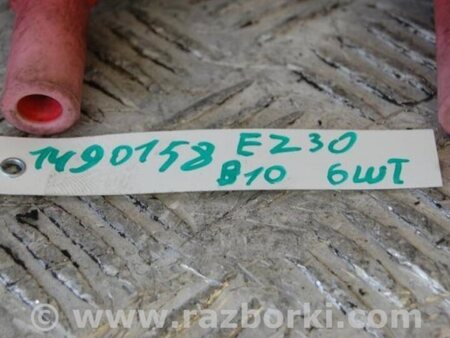 1490158 EZ30
B10 6шт
© www.razborki.com